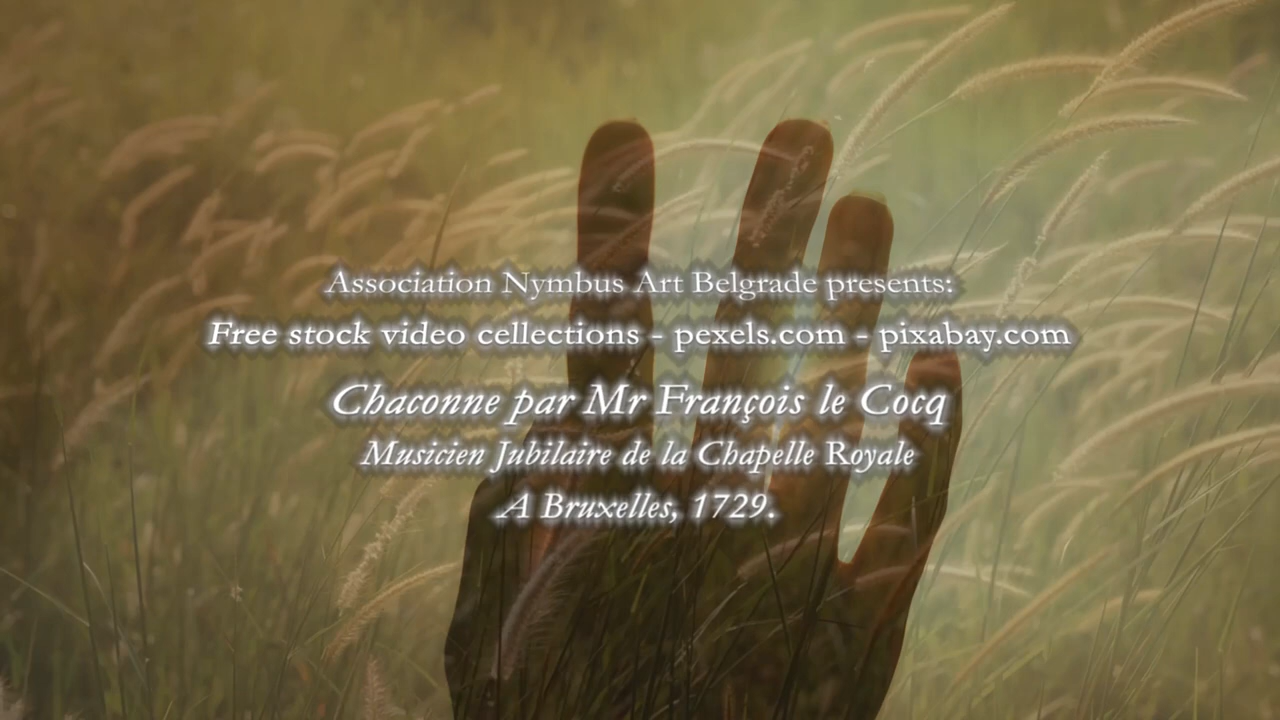 Association Nymbus Art Belgrade presents:
Free stock video cellections - pexels.com - pixabay.com
Chaconne par Mr François le Cocq
Musicien Jubilaire de la Chapelle Royale
A Bruxelles, 1729.